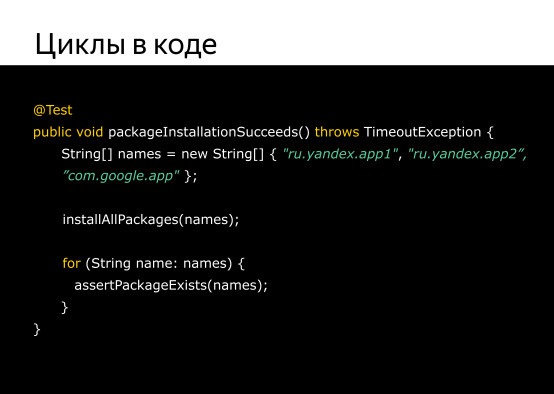 Циклы в коде
@Test
public void packageInstallationSucceeds() throws TimeoutException {
String[] names = new String[] { "ru.yandex.app1", "ru.yandex.app2”,
”com.google.app" };
installAllPackages(names);
for (String name: names) {
assertPackageExists(names);
}
}